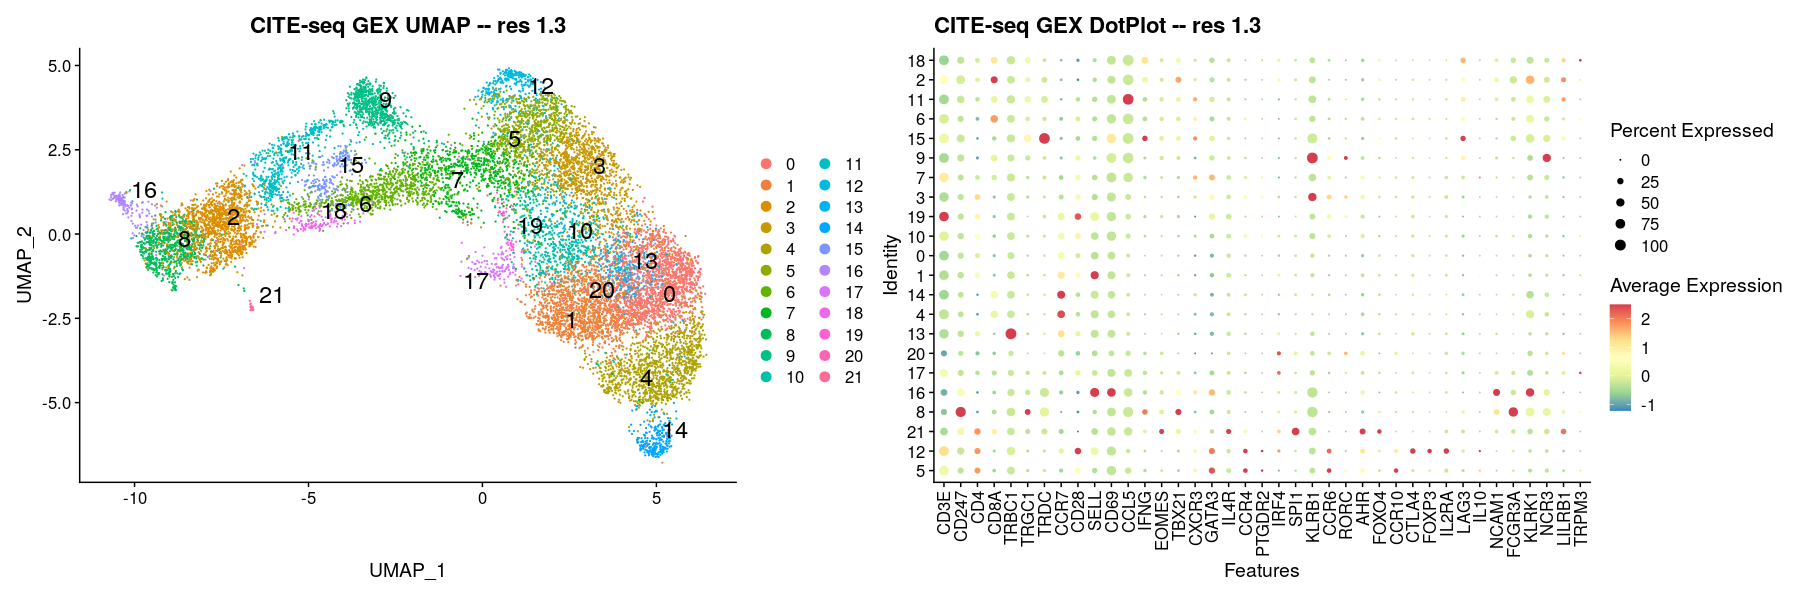 CITE-seq GEX UMAP -- res 1.3
UMAP_2
5.0
2.5
0.0
-2.5
-5.0
-10
-5
0
5
UMAP_1
12
9
5
11
15
3
7
16
18
6
2
8
19
10
13
17
20
0
21
1
4
14
0
1
2
3
4
5
6
7
8
9
10
11
12
13
14
15
16
17
18
19
20
21
CITE-seq GEX DotPlot -- res 1.3
Identity
18
2
11
6
15
9
7
3
19
10
0
1
14
4
13
20
17
16
8
21
12
5
CD3E
CD247
CD4
CD8A
TRBC1
TRGC1
TRDC
CCR7
CD28
SELL
CD69
CCL5
IFNG
EOMES
TBX21
CXCR3
GATA3
IL4R
CCR4
PTGDR2
IRF4
SPI1
KLRB1
CCR6
RORC
AHR
FOXO4
CCR10
CTLA4
FOXP3
IL2RA
LAG3
IL10
NCAM1
FCGR3A
KLRK1
NCR3
LILRB1
TRPM3
Features
Percent Expressed
0
25
50
75
100
Average Expression
2
1
0
-1